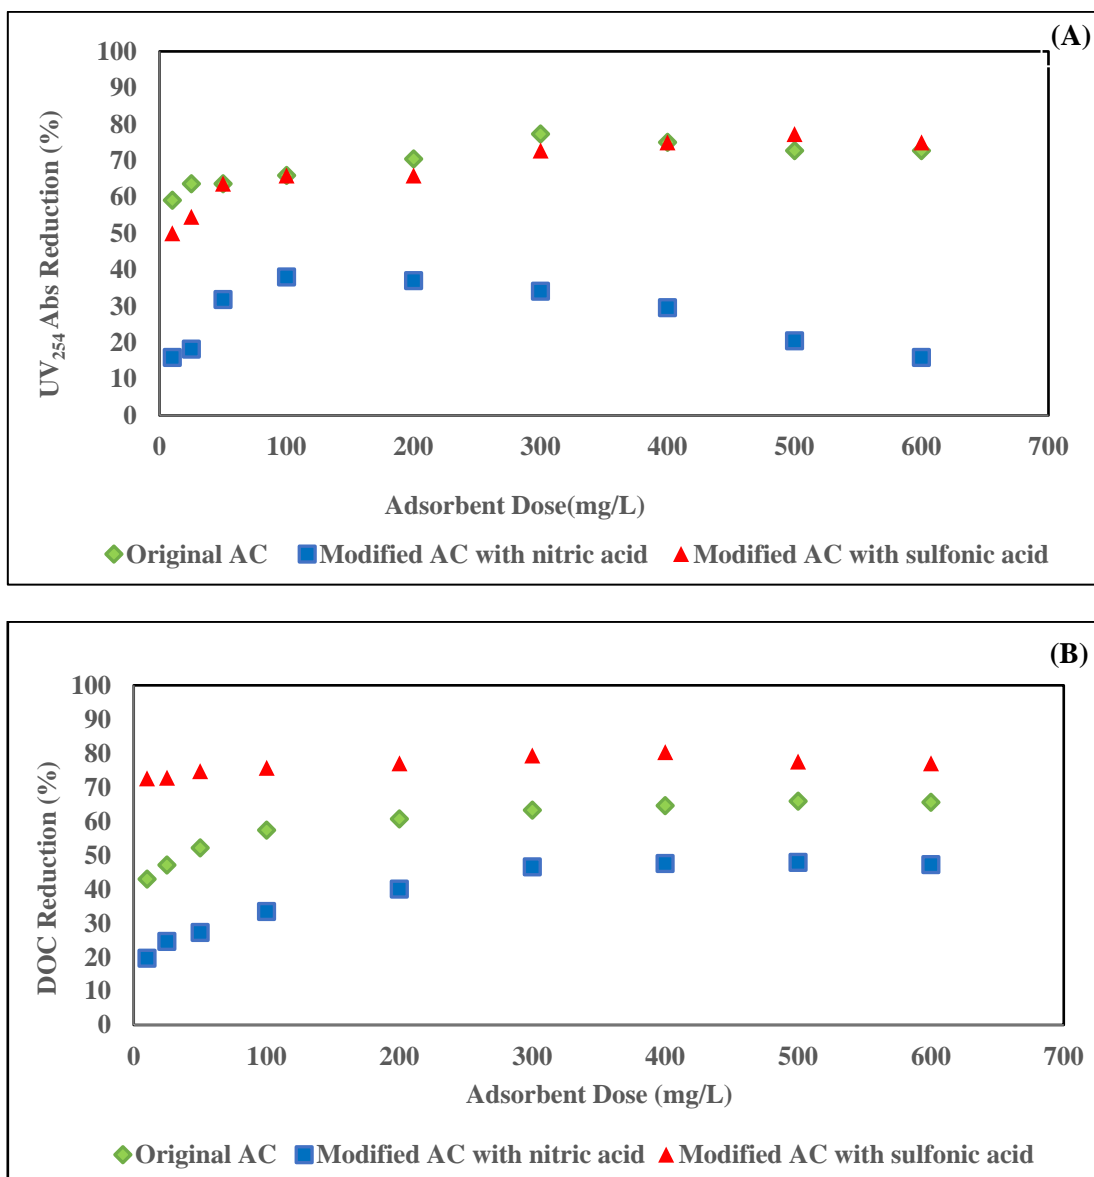 (A)
100
90
80
70
60
50
40
30
20
10
0
UV254 Abs Reduction (%)
0 100 200 300 400 500 600 700
Adsorbent Dose(mg/L)
Original AC Modified AC with nitric acid Modified AC with sulfonic acid
(B)
100
90
80
70
60
50
40
30
20
10
0
DOC Reduction (%)
0 100 200 300 400 500 600 700
Adsorbent Dose (mg/L)
Original AC Modified AC with nitric acid Modified AC with sulfonic acid